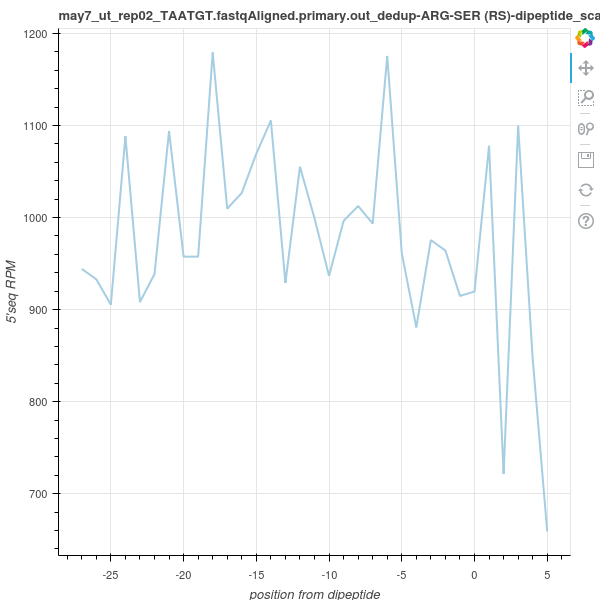 may7_ut_rep02_TAATGT.fastqAligned.primary.out_dedup-ARG-SER (RS)-dipeptide_sca
1200
1100
1000
900
800
700
5'seq RPM
-25 -20 -15 -10 -5 0 5
position from dipeptide